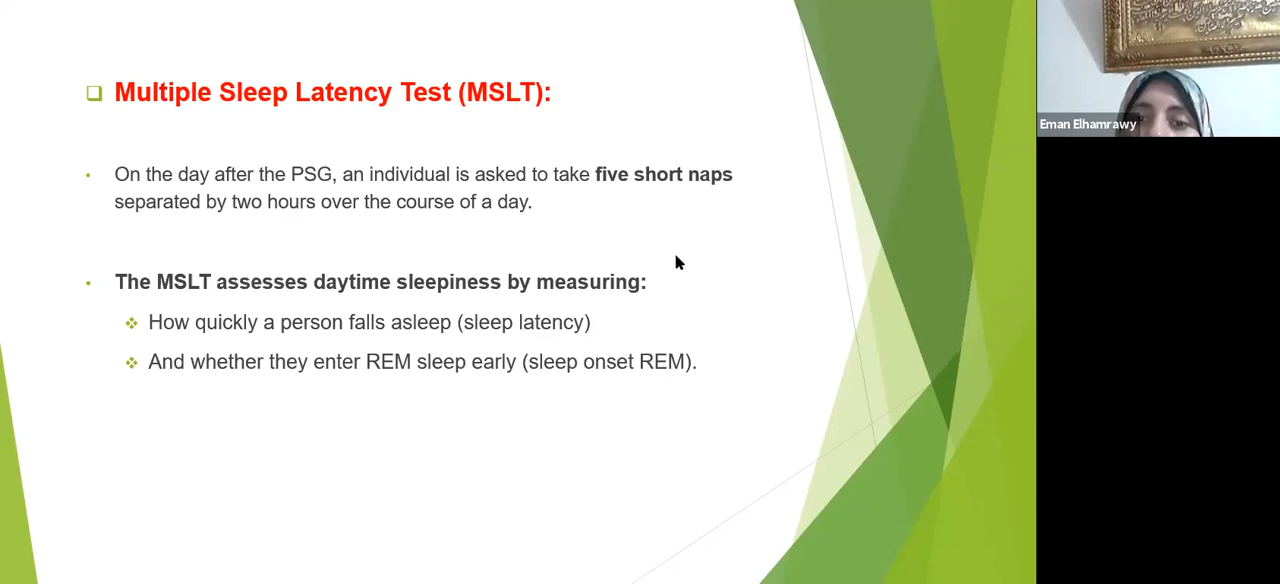 Multiple Sleep Latency Test (MSLT):
On the day after the PSG, an individual is asked to take five short naps
separated by two hours over the course of a day.
The MSLT assesses daytime sleepiness by measuring:
How quickly a person falls asleep (sleep latency)
And whether they enter REM sleep early (sleep onset REM).
Eman Elhamrawy